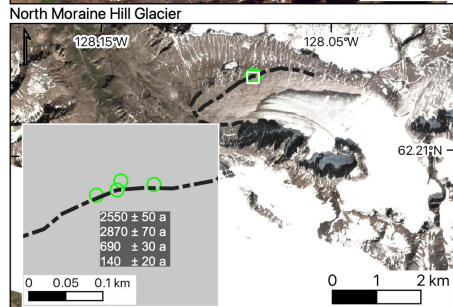 North Moraine Hill Glacier
128.15°W
128.05°W
62.21°N
2550 ± 50 a
2870 ± 70 a
690 ± 30 a
140 ± 20 a
0 0.05 0.1 km
0 1 2 km